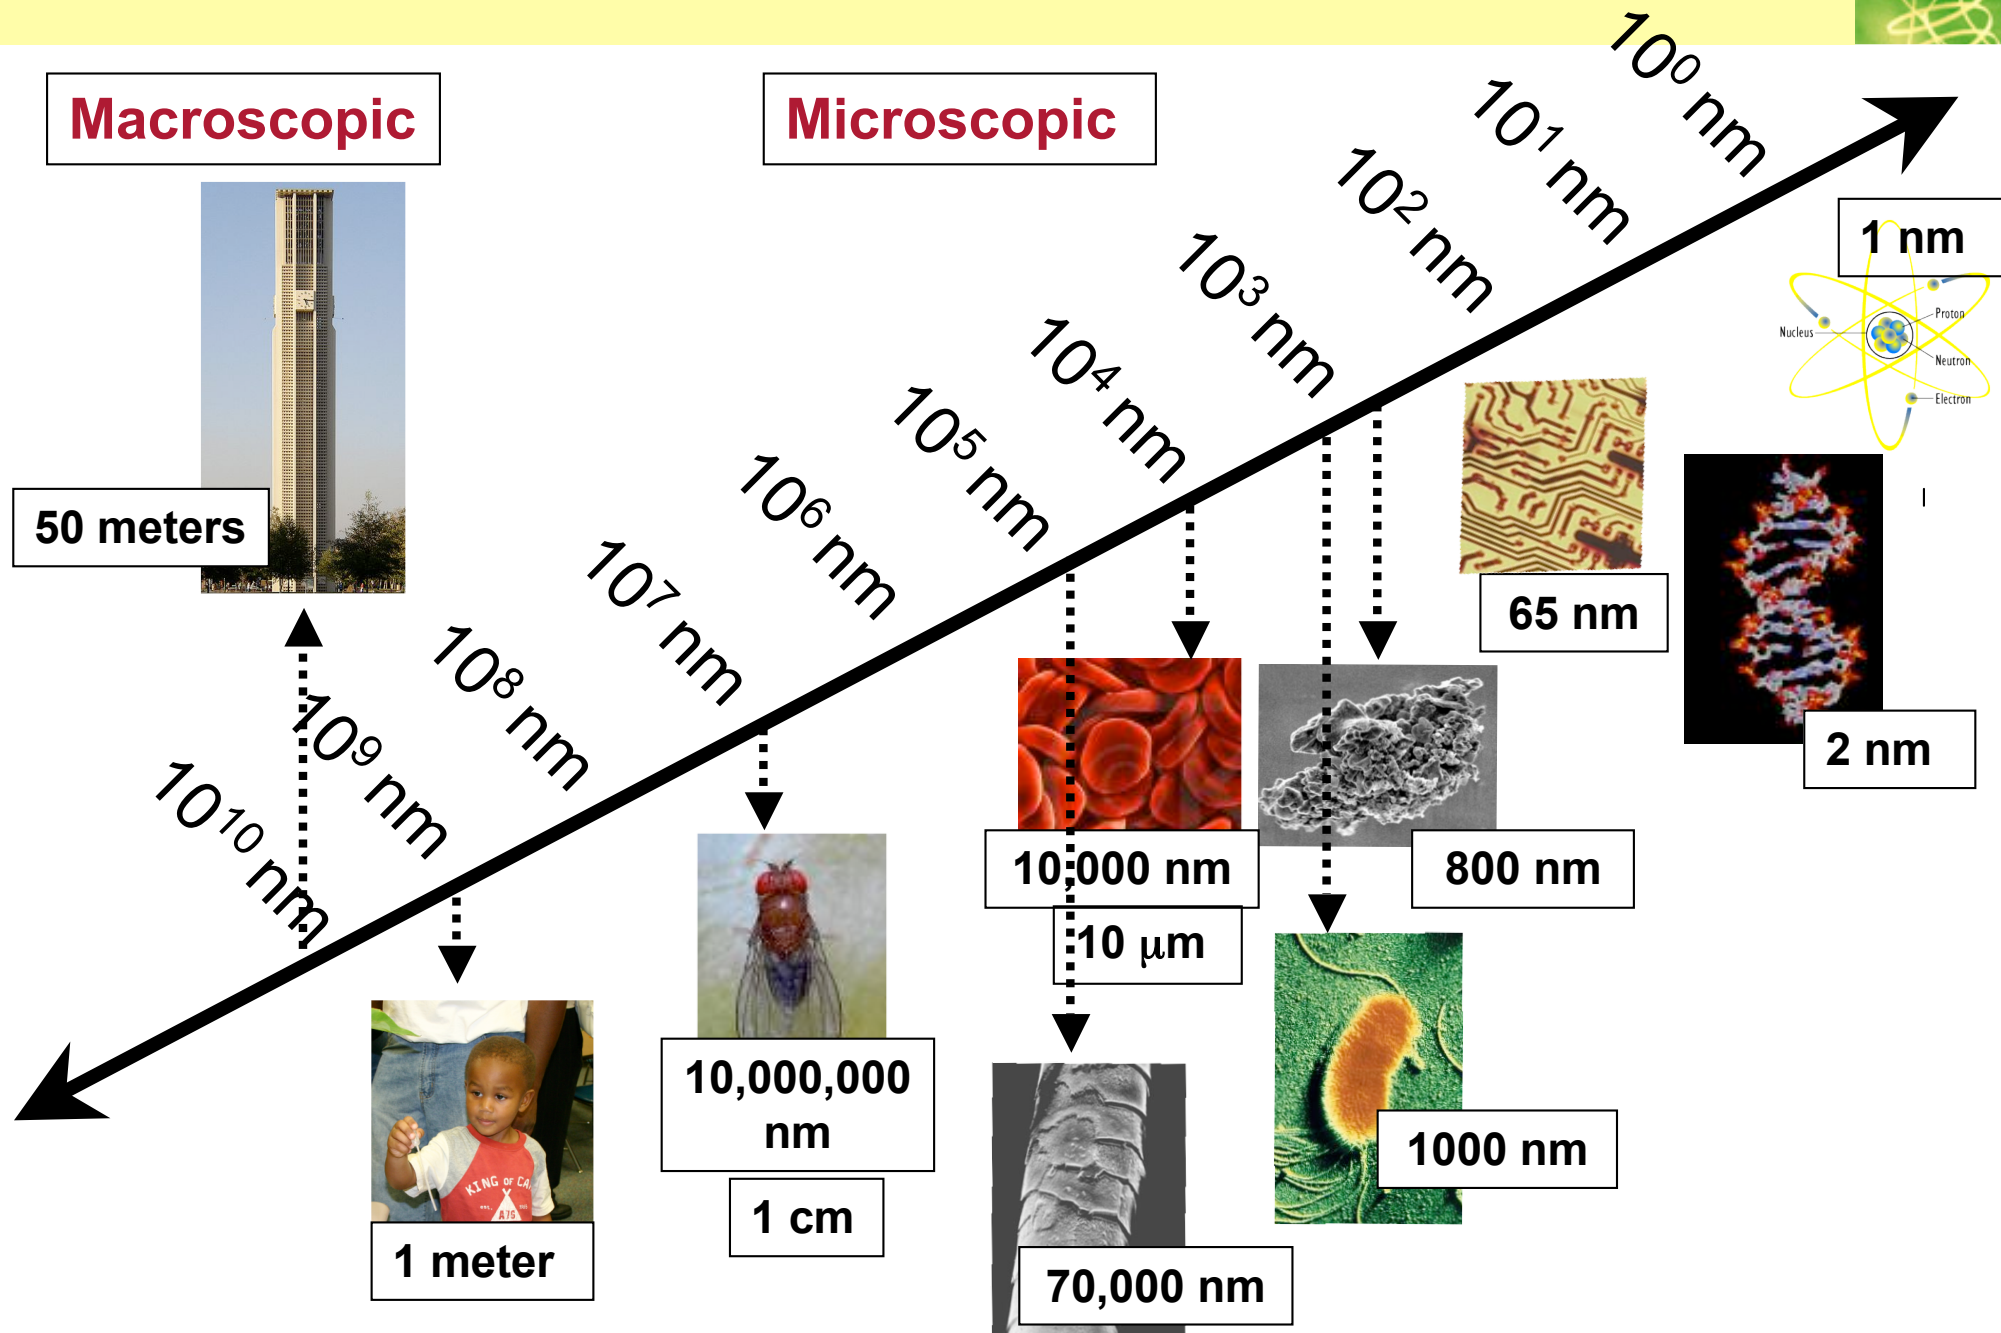 Macroscopic
Microscopic
10⁰ nm
10¹ nm
10² nm
10³ nm
10⁴ nm
10⁵ nm
10⁶ nm
10⁷ nm
10⁸ nm
10⁹ nm
10¹⁰ nm
50 meters
1 meter
KING OF CA
A79
10,000,000
nm
1 cm
10,000 nm
10 μm
70,000 nm
800 nm
1000 nm
65 nm
2 nm
1 nm
Proton
Nucleus
Neutron
Electron